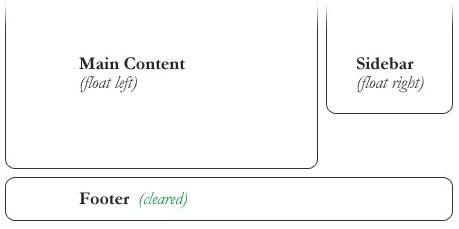 Main Content
(float left)
Sidebar
(float right)
Footer (cleared)